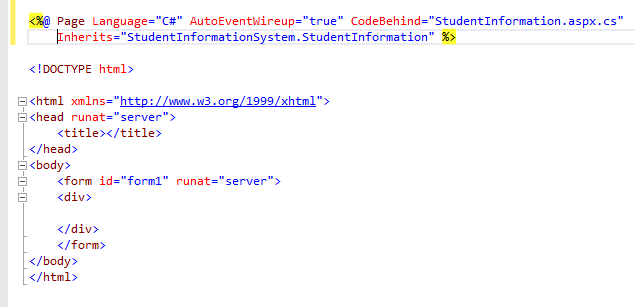 <%@ Page Language="C#" AutoEventWireup="true" CodeBehind="StudentInformation.aspx.cs"
Inherits="StudentInformationSystem.StudentInformation" %>
<!DOCTYPE html>
<html xmlns="http://www.w3.org/1999/xhtml">
<head runat="server">
<title></title>
</head>
<body>
<form id="form1" runat="server">
<div>
</div>
</form>
</body>
</html>